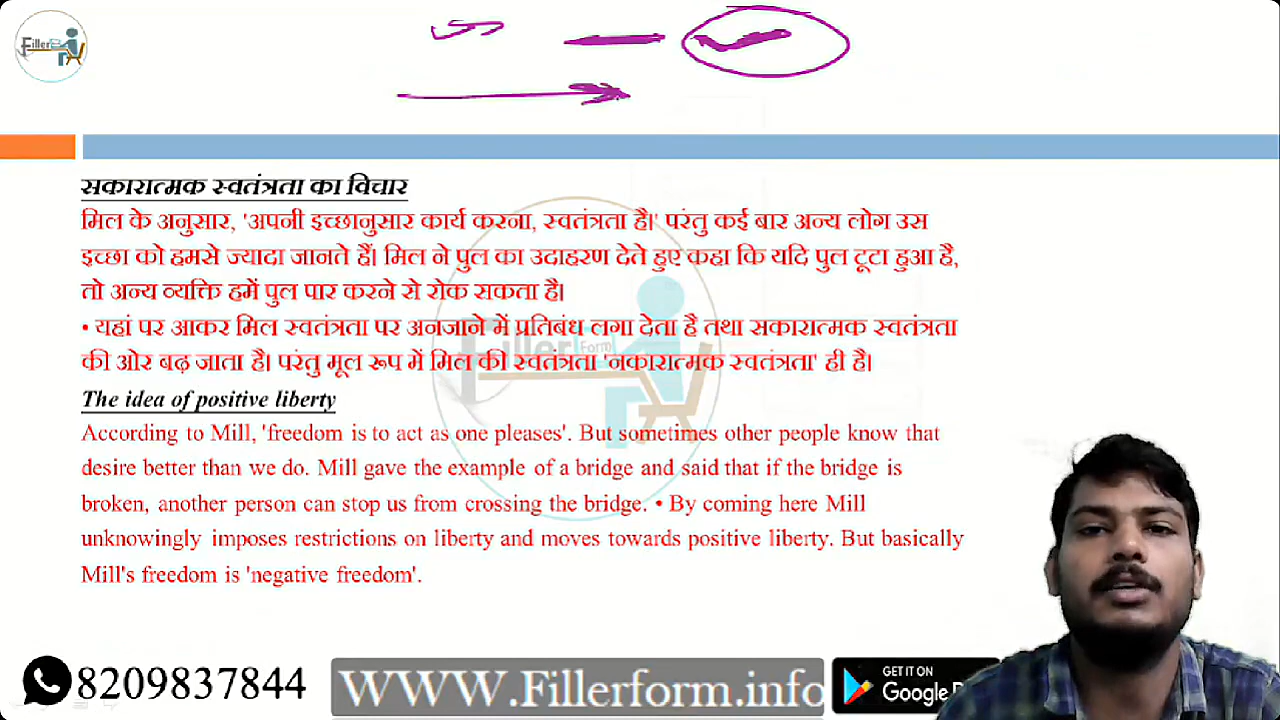 Filler
सकारात्मक स्वतंत्रता का विचार
मिल के अनुसार, 'अपनी इच्छानुसार कार्य करना, स्वतंत्रता है।' परंतु कई बार अन्य लोग उस
इच्छा को हमसे ज्यादा जानते हैं। मिल ने पुल का उदाहरण देते हुए कहा कि यदि पुल टूटा हुआ है,
तो अन्य व्यक्ति हमें पुल पार करने से रोक सकता है।
• यहां पर आकर मिल स्वतंत्रता पर अनजाने में प्रतिबंध लगा देता है तथा सकारात्मक स्वतंत्रता
की ओर बढ़ जाता है। परंतु मूल रूप में मिल की स्वतंत्रता 'नकारात्मक स्वतंत्रता' ही है।
The idea of positive liberty
According to Mill, 'freedom is to act as one pleases'. But sometimes other people know that
desire better than we do. Mill gave the example of a bridge and said that if the bridge is
broken, another person can stop us from crossing the bridge. • By coming here Mill
unknowingly imposes restrictions on liberty and moves towards positive liberty. But basically
Mill's freedom is 'negative freedom'.
8209837844
WWW.Fillerform.info
GET IT ON
Google P